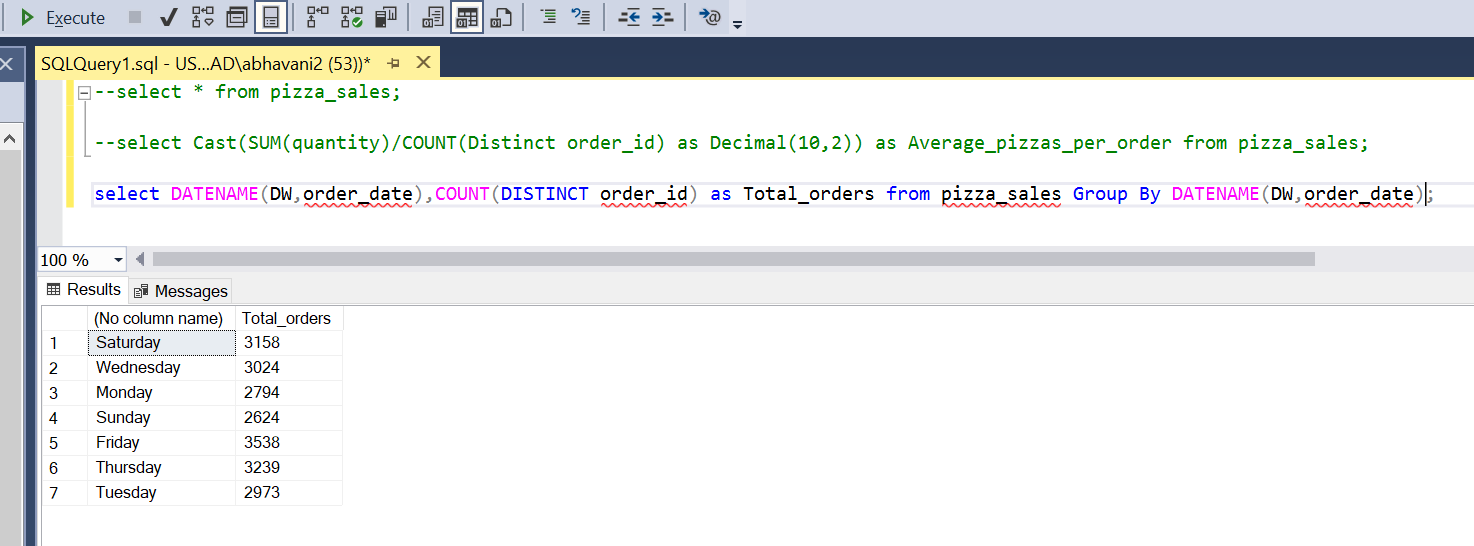 Execute
SQLQuery1.sql - US...AD\abhavani2 (53))*
--select * from pizza_sales;
--select Cast(SUM(quantity)/COUNT(Distinct order_id) as Decimal(10,2)) as Average_pizzas_per_order from pizza_sales;
select DATENAME(DW,order_date),COUNT(DISTINCT order_id) as Total_orders from pizza_sales Group By DATENAME(DW,order_date);
100 %
Results Messages
(No column name) Total_orders
1 Saturday 3158
2 Wednesday 3024
3 Monday 2794
4 Sunday 2624
5 Friday 3538
6 Thursday 3239
7 Tuesday 2973